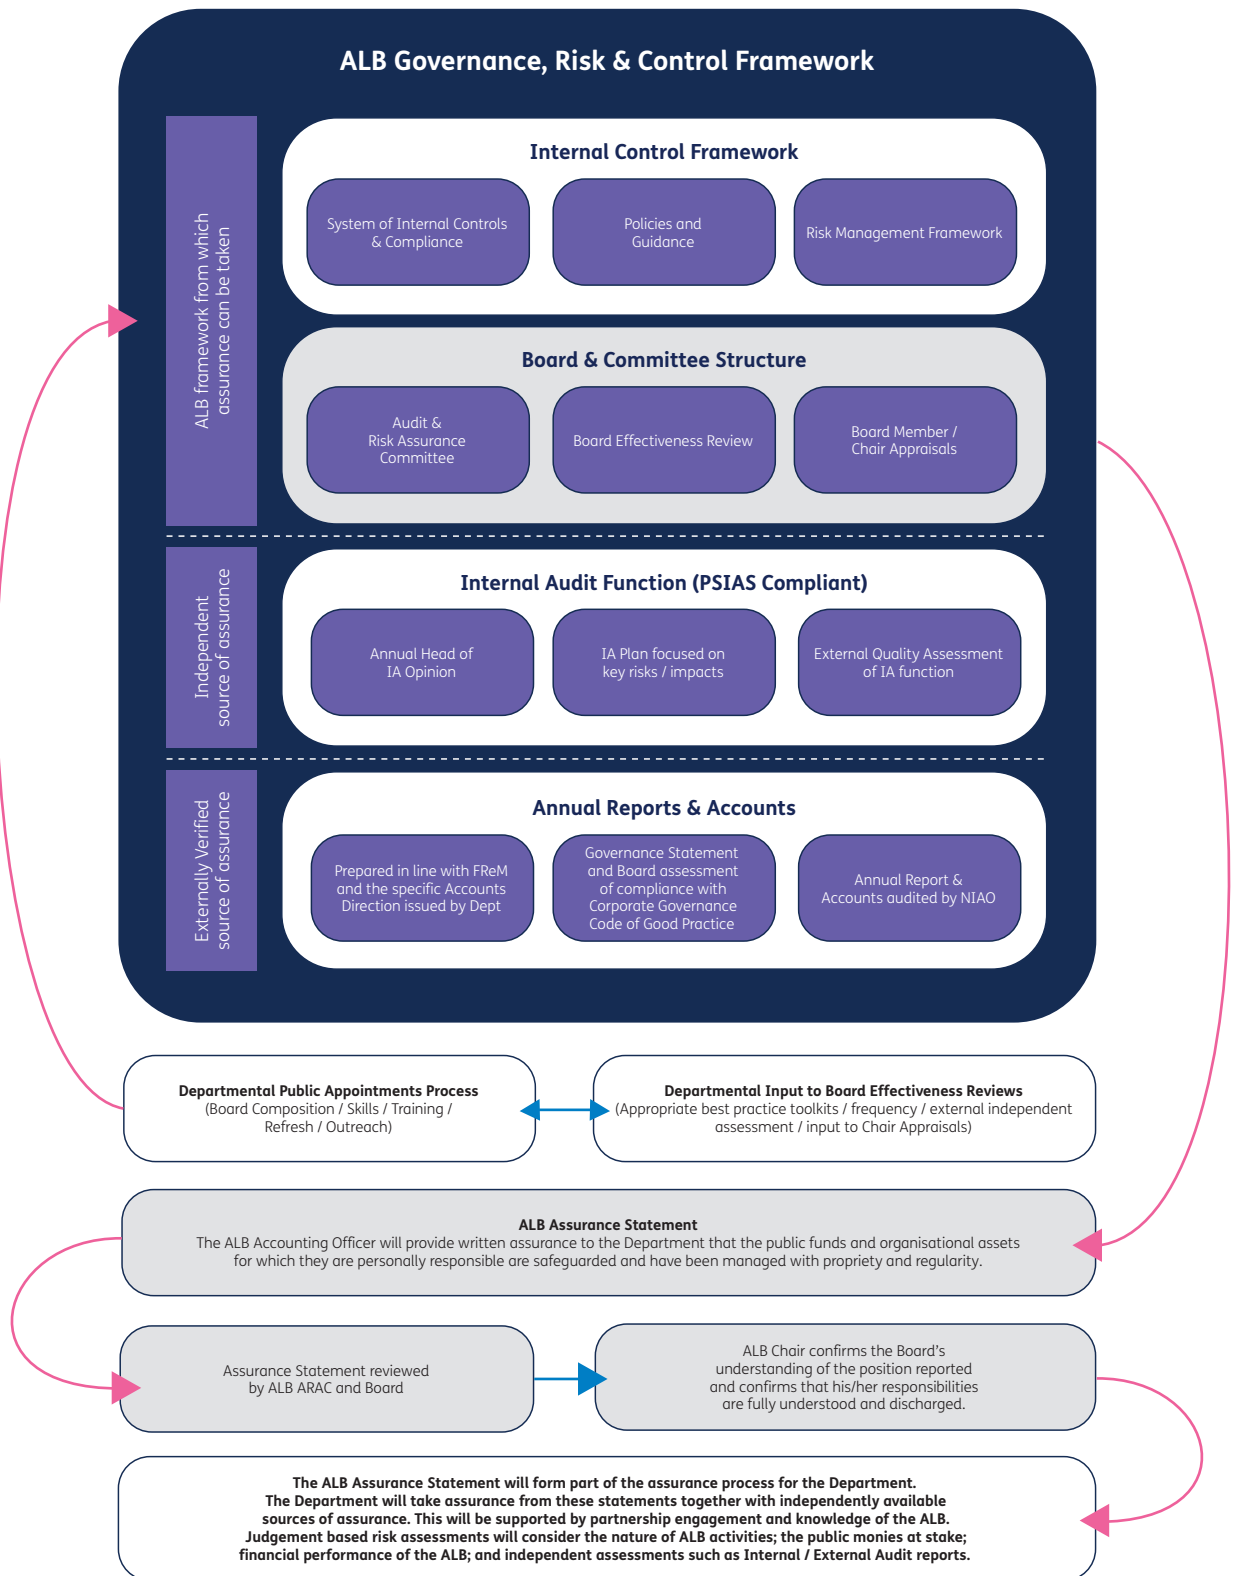 ALB Governance, Risk & Control Framework
ALB framework from which
assurance can be taken
Internal Control Framework
System of Internal Controls
& Compliance
Policies and
Guidance
Risk Management Framework
Board & Committee Structure
Audit &
Risk Assurance
Committee
Board Effectiveness Review
Board Member /
Chair Appraisals
Independent
source of assurance
Internal Audit Function (PSIAS Compliant)
Annual Head of
IA Opinion
IA Plan focused on
key risks / impacts
External Quality Assessment
of IA function
Externally Verified
source of assurance
Annual Reports & Accounts
Prepared in line with FReM
and the specific Accounts
Direction issued by Dept
Governance Statement
and Board assessment
of compliance with
Corporate Governance
Code of Good Practice
Annual Report &
Accounts audited by NIAO
Departmental Public Appointments Process
(Board Composition / Skills / Training /
Refresh / Outreach)
Departmental Input to Board Effectiveness Reviews
(Appropriate best practice toolkits / frequency / external independent
assessment / input to Chair Appraisals)
ALB Assurance Statement
The ALB Accounting Officer will provide written assurance to the Department that the public funds and organisational assets
for which they are personally responsible are safeguarded and have been managed with propriety and regularity.
Assurance Statement reviewed
by ALB ARAC and Board
ALB Chair confirms the Board's
understanding of the position reported
and confirms that his/her responsibilities
are fully understood and discharged.
The ALB Assurance Statement will form part of the assurance process for the Department.
The Department will take assurance from these statements together with independently available
sources of assurance. This will be supported by partnership engagement and knowledge of the ALB.
Judgement based risk assessments will consider the nature of ALB activities; the public monies at stake;
financial performance of the ALB; and independent assessments such as Internal / External Audit reports.